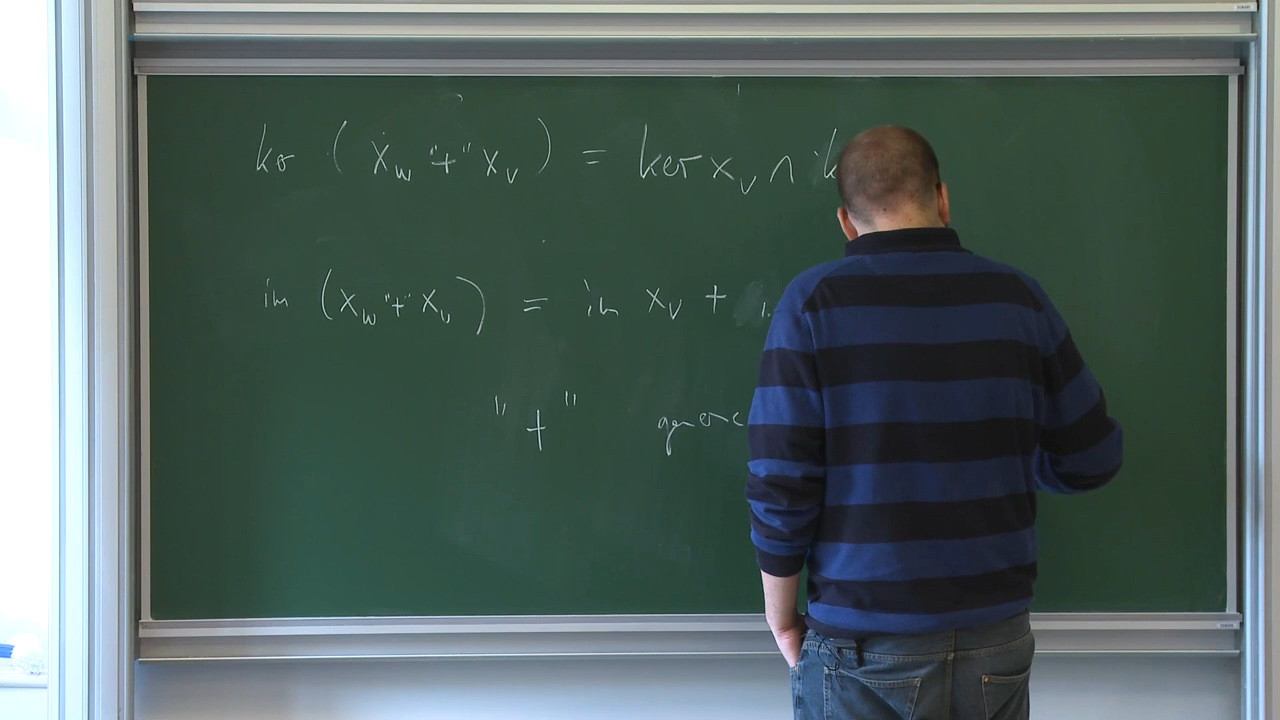 ker ( x_w "+" x_v ) = ker x_v ∩ k
im ( x_w "+" x_v ) = im x_v +
"+" gener